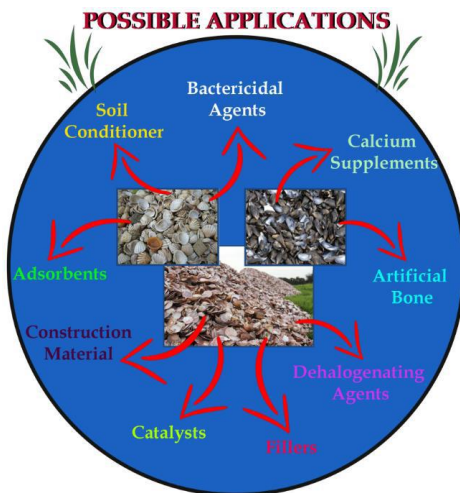 POSSIBLE APPLICATIONS
Bactericidal
Agents
Soil
Conditioner
Calcium
Supplements
Adsorbents
Artificial
Bone
Construction
Material
Dehalogenating
Agents
Catalysts
Fillers